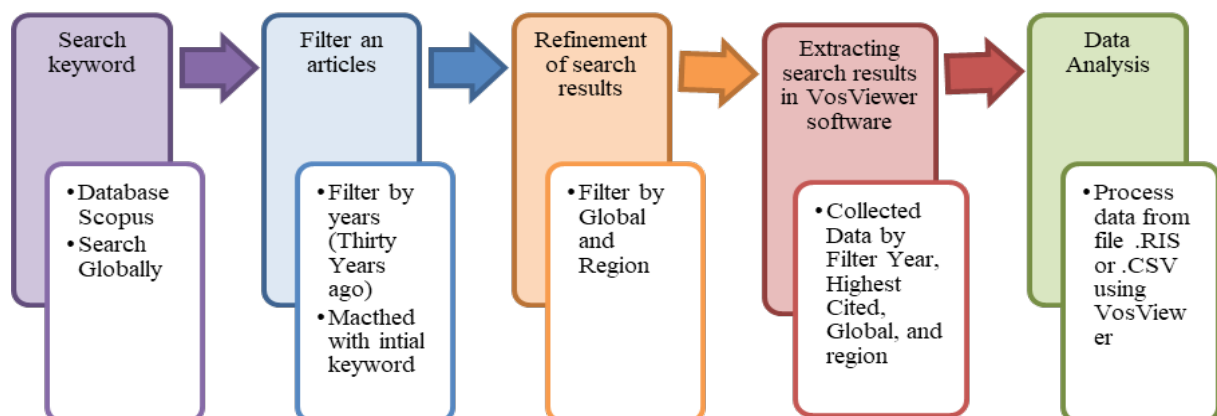 Search
keyword
• Database
Scopus
• Search
Globally
Filter an
articles
• Filter by
years
(Thirty
Years
ago)
• Macthed
with intial
keyword
Refinement
of search
results
• Filter by
Global
and
Region
Extracting
search results
in VosViewer
software
• Collected
Data by
Filter Year,
Highest
Cited,
Global, and
region
Data
Analysis
• Process
data from
file .RIS
or .CSV
using
VosView
er